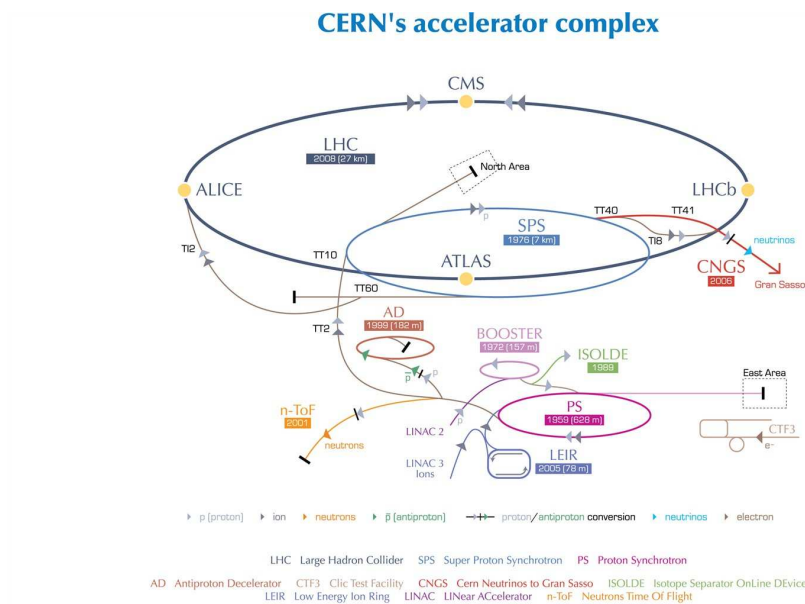 CERN's accelerator complex
CMS
LHC
2008 (27 km)
North Area
ALICE
LHCb
p
TT40
TT41
SPS
1976 (7 km)
TI2
TT10
TI8
neutrinos
ATLAS
CNGS
2006
Gran Sasso
TT60
AD
1999 (182 m)
TT2
BOOSTER
1972 (157 m)
ISOLDE
1989
p̄
p
East Area
n-ToF
2001
p
PS
1959 (628 m)
LINAC 2
neutrons
CTF3
e-
LEIR
2005 (78 m)
LINAC 3
Ions
p (proton) ion neutrons p̄ (antiproton) proton/antiproton conversion neutrinos electron
LHC Large Hadron Collider SPS Super Proton Synchrotron PS Proton Synchrotron
AD Antiproton Decelerator CTF3 Clic Test Facility CNGS Cern Neutrinos to Gran Sasso ISOLDE Isotope Separator OnLine DEvice
LEIR Low Energy Ion Ring LINAC LINear ACcelerator n-ToF Neutrons Time Of Flight